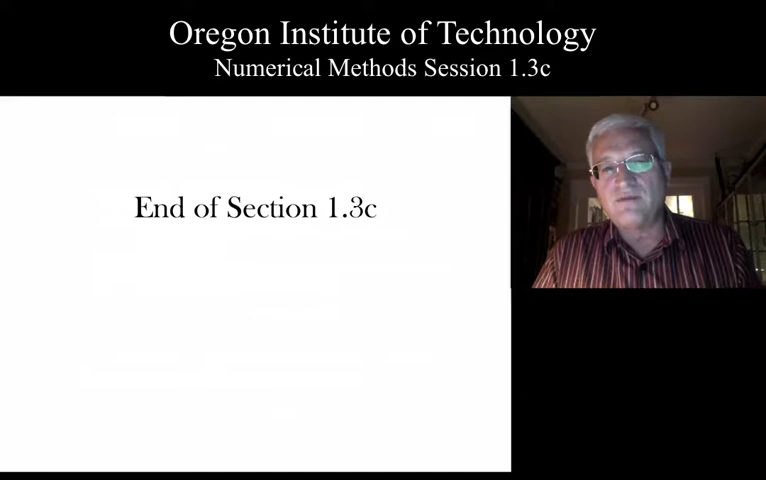 Oregon Institute of Technology
Numerical Methods Session 1.3c
End of Section 1.3c